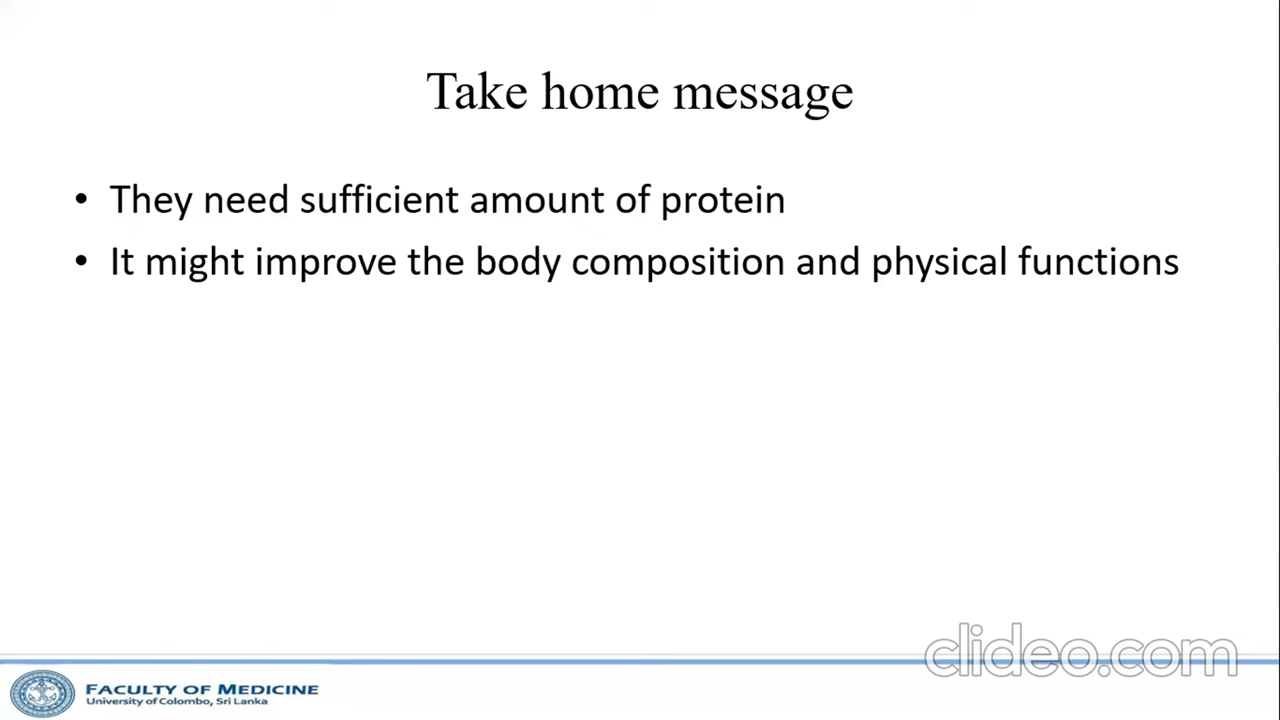 Take home message
• They need sufficient amount of protein
• It might improve the body composition and physical functions
clideo.com
FACULTY OF MEDICINE
University of Colombo, Sri Lanka